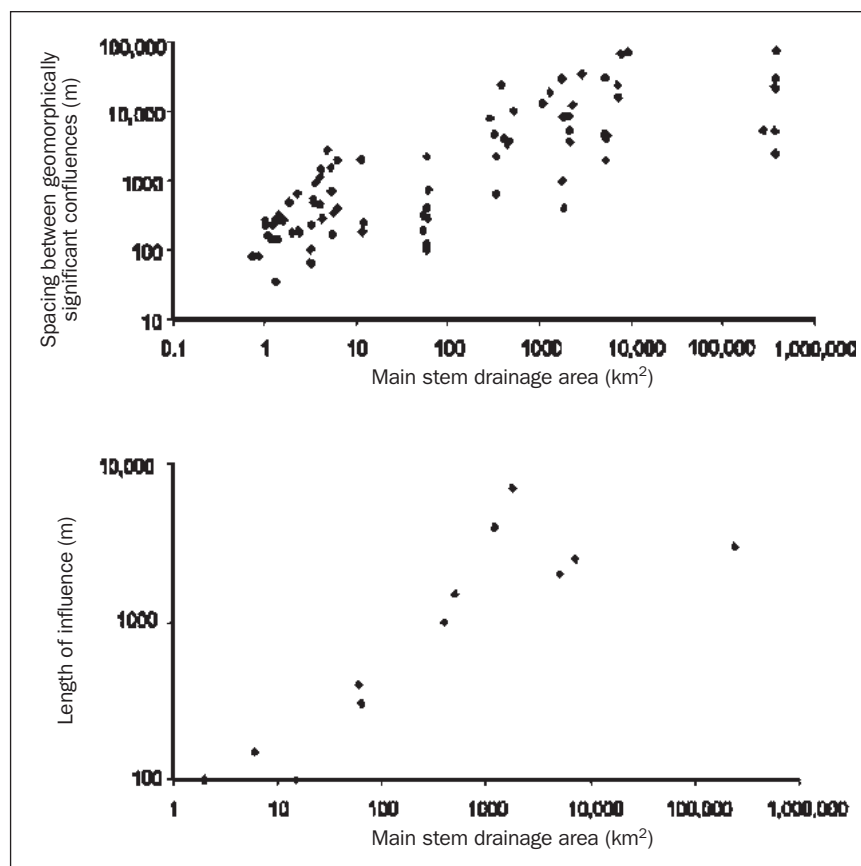 Spacing between geomorphically
significant confluences (m)
100,000
10,000
1000
100
10
0.1 1 10 100 1000 10,000 100,000 1,000,000
Main stem drainage area (km²)
Length of influence (m)
10,000
1000
100
1 10 100 1000 10,000 100,000 1,000,000
Main stem drainage area (km²)